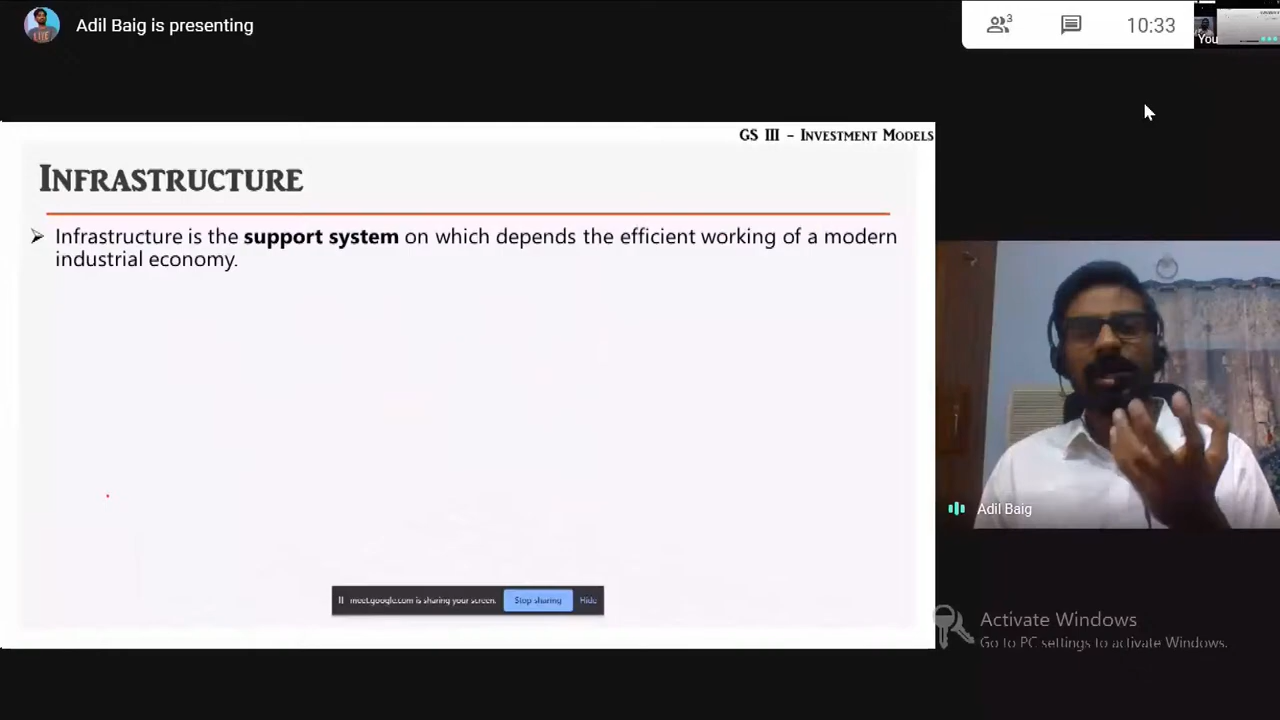 Adil Baig is presenting
3
10:33
You
GS III – Investment Models
Infrastructure
Infrastructure is the support system on which depends the efficient working of a modern
industrial economy.
Adil Baig
meet.google.com is sharing your screen.
Stop sharing
Hide
Activate Windows
Go to PC settings to activate Windows.